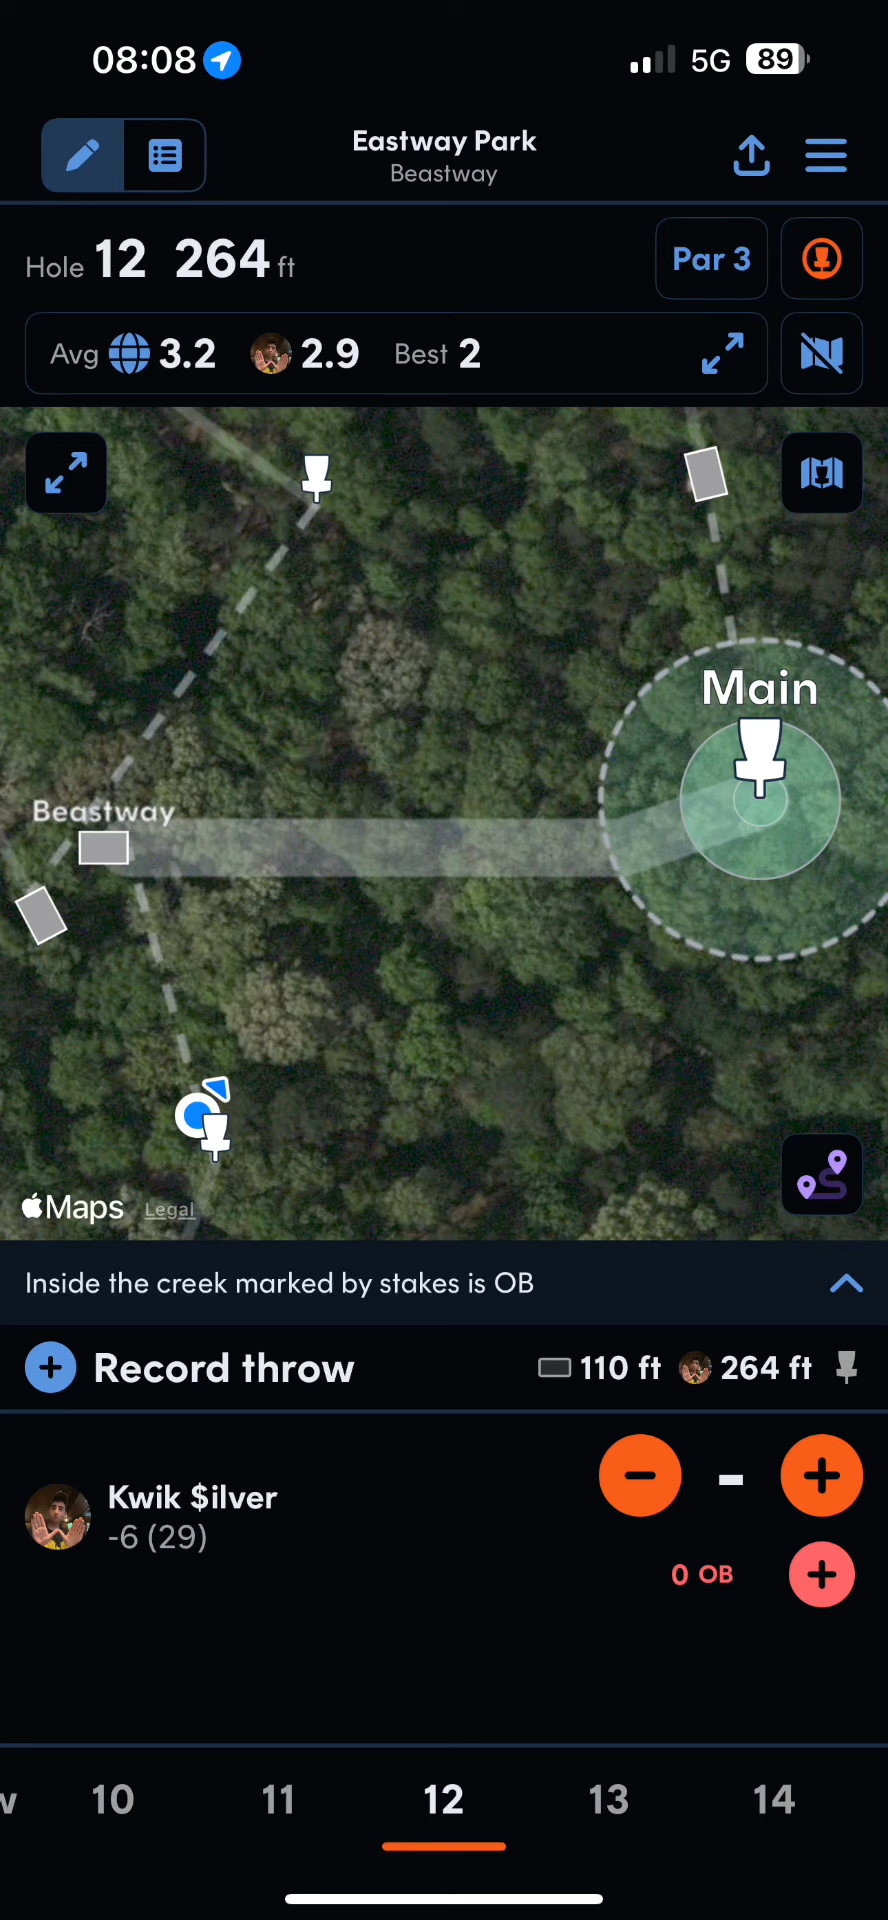 08:08
5G
89
Eastway Park
Beastway
Hole 12 264 ft
Par 3
Avg 3.2 2.9 Best 2
Main
Beastway
Maps Legal
Inside the creek marked by stakes is OB
Record throw 110 ft 264 ft
Kwik $ilver
-6 (29)
-
0 OB
10 11 12 13 14